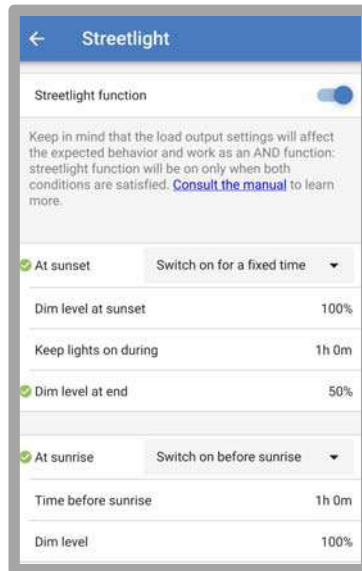 Streetlight
Streetlight function
Keep in mind that the load output settings will affect
the expected behavior and work as an AND function:
streetlight function will be on only when both
conditions are satisfied. Consult the manual to learn
more.
At sunset Switch on for a fixed time
Dim level at sunset 100%
Keep lights on during 1h 0m
Dim level at end 50%
At sunrise Switch on before sunrise
Time before sunrise 1h 0m
Dim level 100%